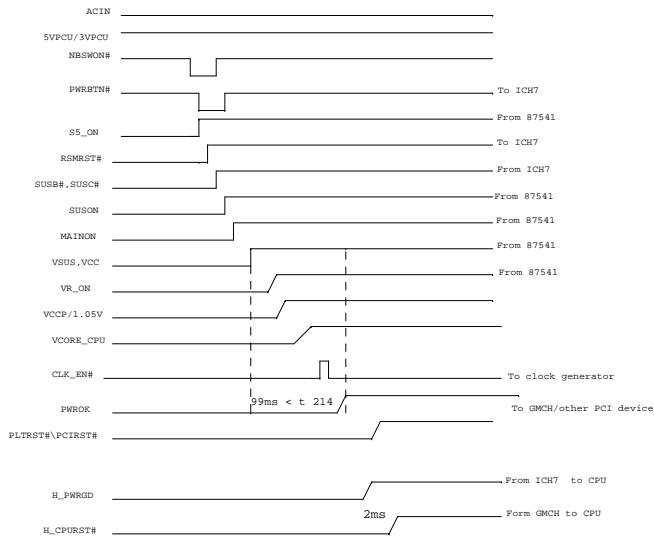 ACIN
5VPCU/3VPCU
NBSWON#
PWRBTN# To ICH7
S5_ON From 87541
RSMRST# To ICH7
SUSB#,SUSC# From ICH7
SUSON From 87541
MAINON From 87541
VSUS,VCC From 87541
VR_ON From 87541
VCCP/1.05V
VCORE_CPU
CLK_EN# To clock generator
99ms < t 214
PWROK To GMCH/other PCI device
PLTRST#\PCIRST#
H_PWRGD From ICH7 to CPU
2ms
H_CPURST# Form GMCH to CPU